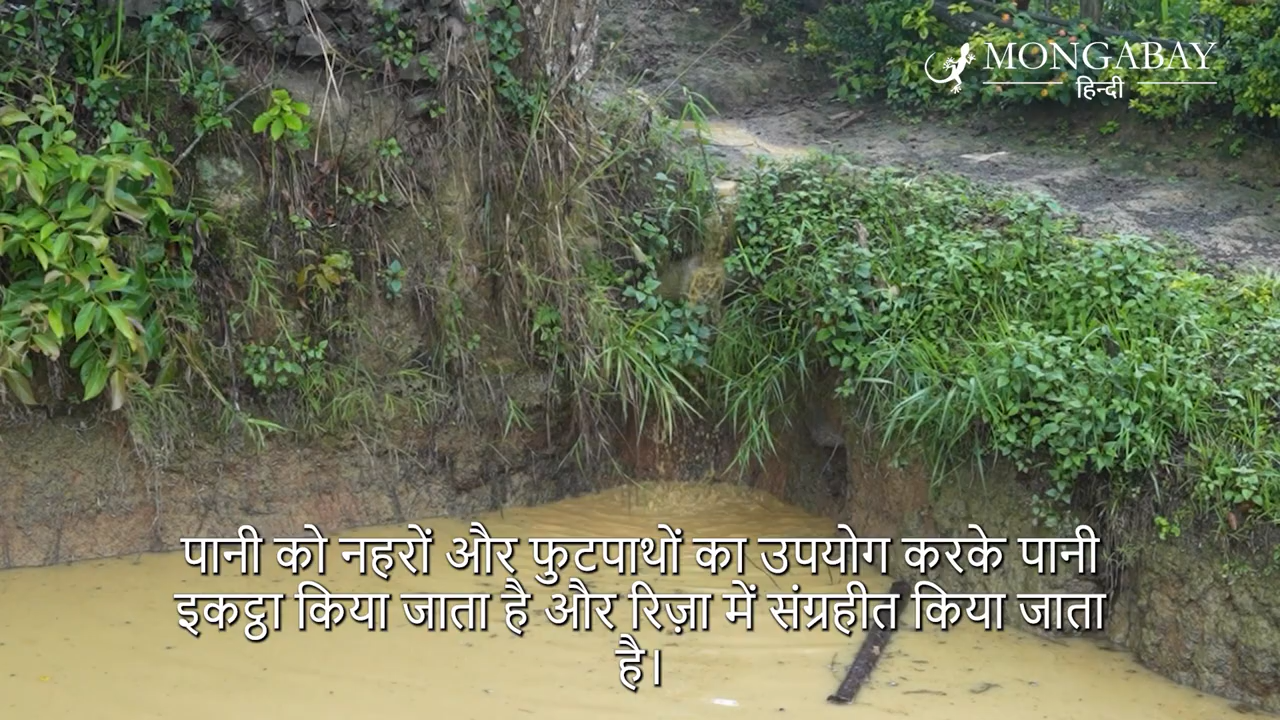 MONGABAY
हिन्दी
पानी को नहरों और फुटपाथों का उपयोग करके पानी
इकट्ठा किया जाता है और रिज़ा में संग्रहीत किया जाता
है।